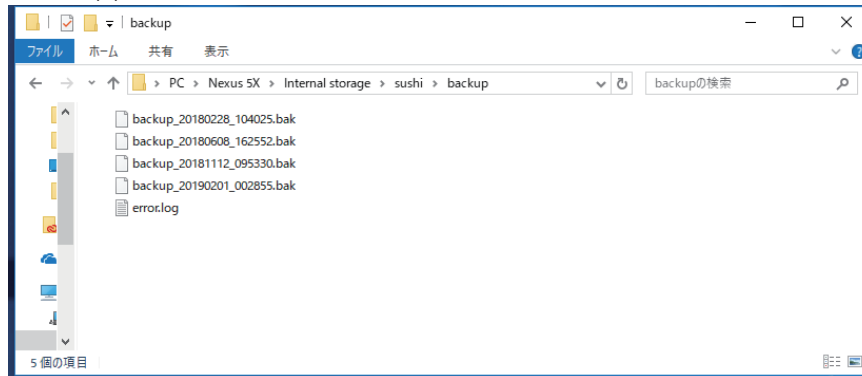 backup
ファイル ホーム 共有 表示
PC > Nexus 5X > Internal storage > sushi > backup backupの検索
backup_20180228_104025.bak
backup_20180608_162552.bak
backup_20181112_095330.bak
backup_20190201_002855.bak
error.log
5 個の項目